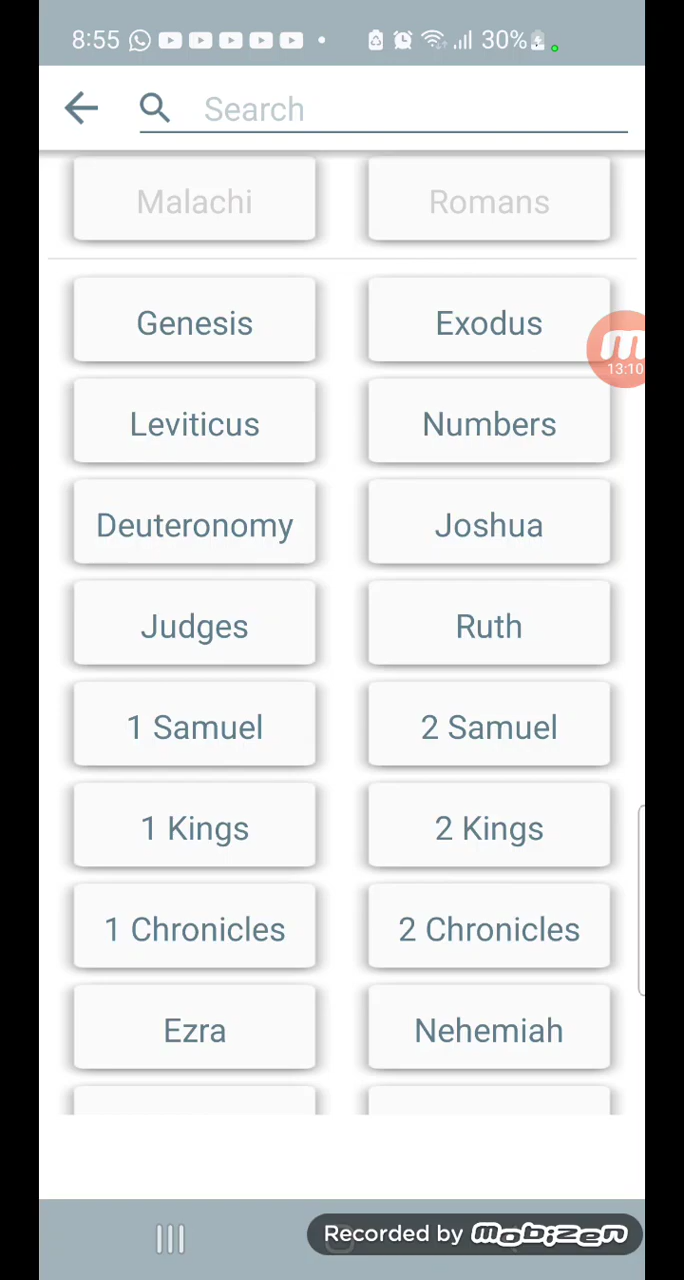 8:55 30%
Search
Malachi Romans
Genesis Exodus
13:10
Leviticus Numbers
Deuteronomy Joshua
Judges Ruth
1 Samuel 2 Samuel
1 Kings 2 Kings
1 Chronicles 2 Chronicles
Ezra Nehemiah
Recorded by mobizen